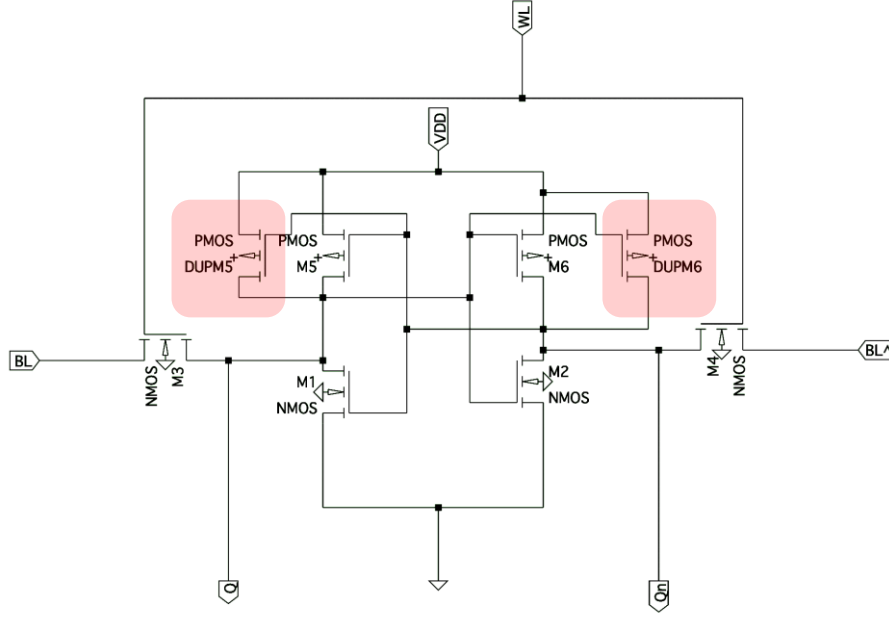 WL
VDD
PMOS
DUPM5
PMOS
M5
PMOS
M6
PMOS
DUPM6
BL
NMOS
M3
M1
NMOS
M2
NMOS
M4
NMOS
BL^
Q
Qn